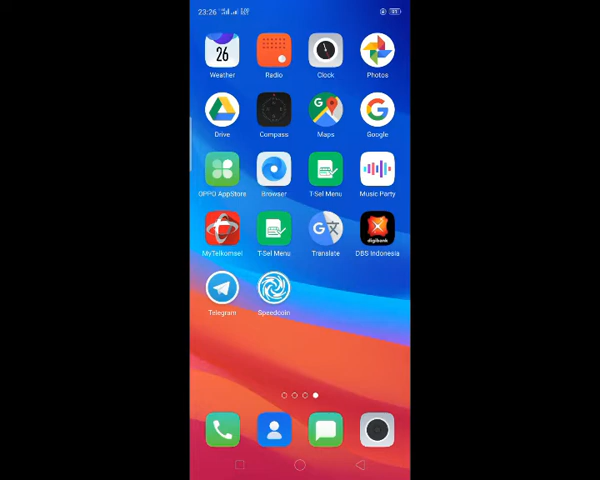 23:26
26
Weather Radio Clock Photos
Drive Compass Maps Google
OPPO AppStore Browser T-Sel Menu Music Party
digibank
MyTelkomsel T-Sel Menu Translate DBS Indonesia
Telegram Speedcoin